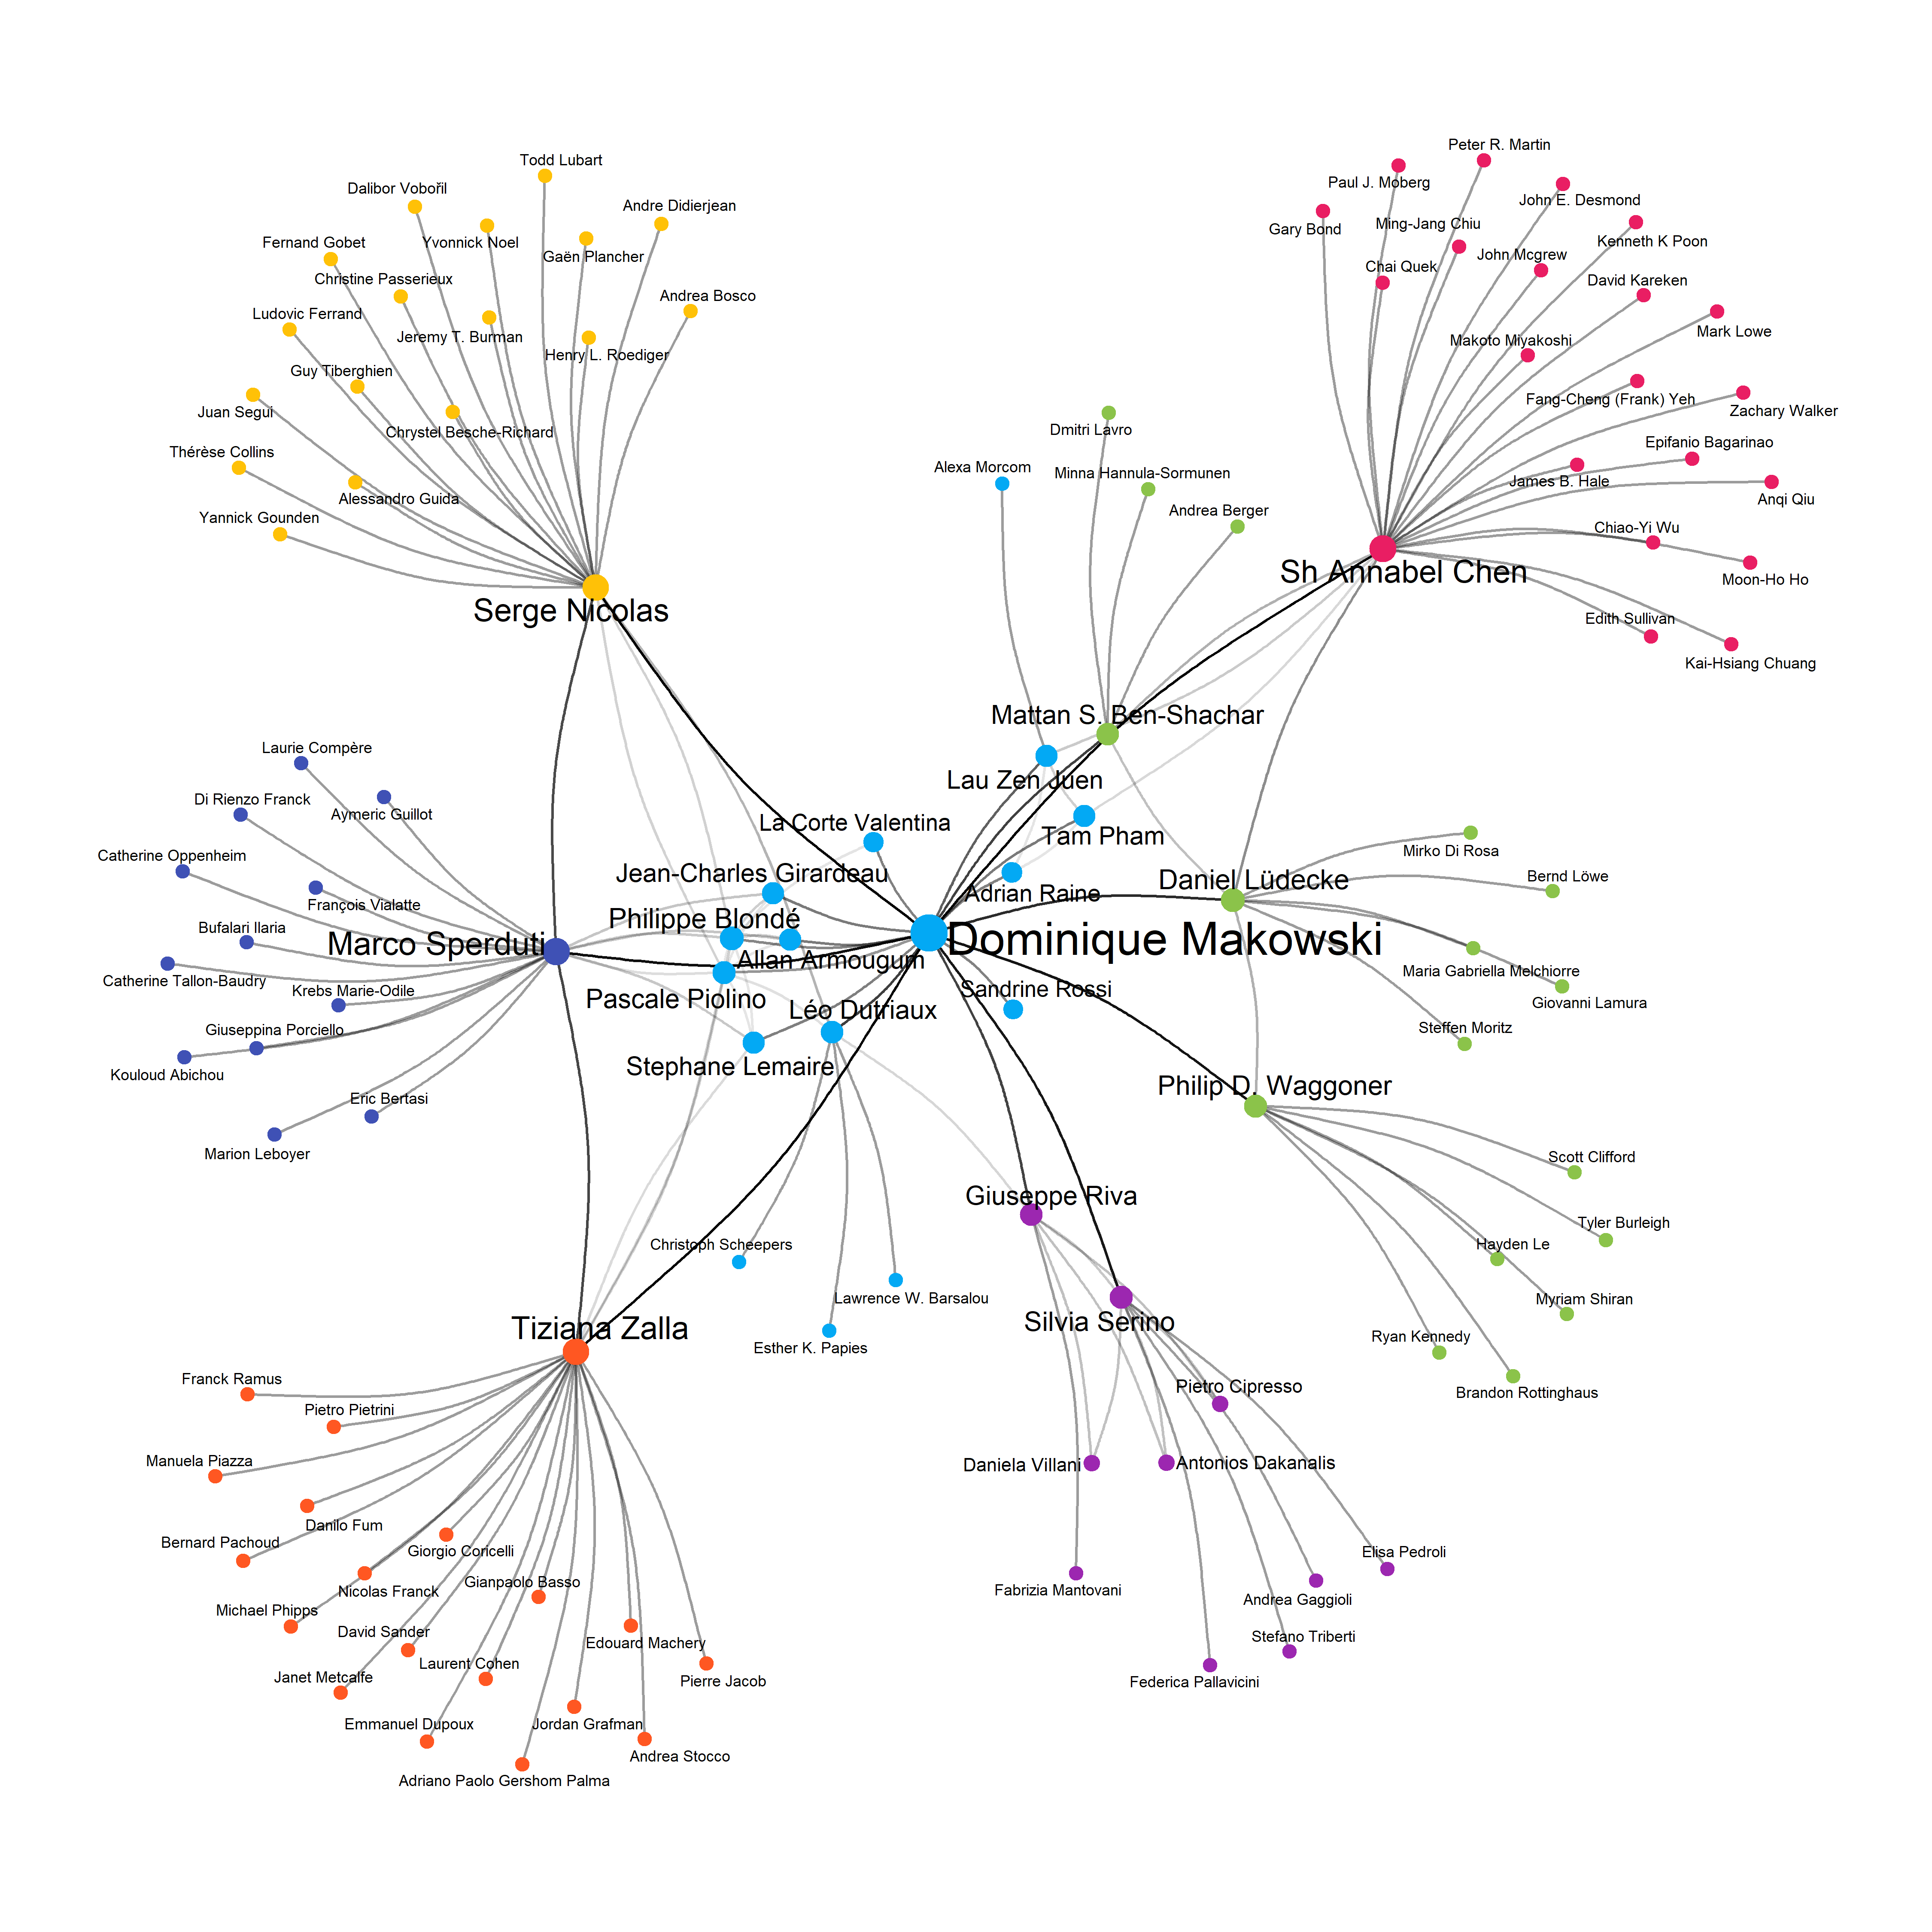 Todd Lubart
Dalibor Vobořil
Andre Didierjean
Fernand Gobet
Yvonnick Noel
Gaën Plancher
Christine Passerieux
Andrea Bosco
Ludovic Ferrand
Jeremy T. Burman
Henry L. Roediger
Guy Tiberghien
Juan Segui
Chrystel Besche-Richard
Thérèse Collins
Alessandro Guida
Yannick Gounden
Serge Nicolas
Peter R. Martin
Paul J. Moberg
John E. Desmond
Gary Bond
Ming-Jang Chiu
Kenneth K Poon
John Mcgrew
Chai Quek
David Kareken
Mark Lowe
Makoto Miyakoshi
Fang-Cheng (Frank) Yeh
Zachary Walker
Epifanio Bagarinao
James B. Hale
Anqi Qiu
Chiao-Yi Wu
Moon-Ho Ho
Sh Annabel Chen
Edith Sullivan
Kai-Hsiang Chuang
Dmitri Lavro
Alexa Morcom
Minna Hannula-Sormunen
Andrea Berger
Mattan S. Ben-Shachar
Lau Zen Juen
Tam Pham
La Corte Valentina
Jean-Charles Girardeau
Adrian Raine
Daniel Lüdecke
Philippe Blondé
Dominique Makowski
Allan Armougum
Pascale Piolino
Sandrine Rossi
Léo Dutriaux
Stephane Lemaire
Laurie Compère
Di Rienzo Franck
Aymeric Guillot
Catherine Oppenheim
François Vialatte
Bufalari Ilaria
Marco Sperduti
Catherine Tallon-Baudry
Krebs Marie-Odile
Giuseppina Porciello
Kouloud Abichou
Eric Bertasi
Marion Leboyer
Mirko Di Rosa
Bernd Löwe
Maria Gabriella Melchiorre
Giovanni Lamura
Steffen Moritz
Philip D. Waggoner
Scott Clifford
Tyler Burleigh
Hayden Le
Myriam Shiran
Ryan Kennedy
Brandon Rottinghaus
Giuseppe Riva
Christoph Scheepers
Lawrence W. Barsalou
Esther K. Papies
Silvia Serino
Pietro Cipresso
Daniela Villani
Antonios Dakanalis
Elisa Pedroli
Fabrizia Mantovani
Andrea Gaggioli
Stefano Triberti
Federica Pallavicini
Tiziana Zalla
Franck Ramus
Pietro Pietrini
Manuela Piazza
Danilo Fum
Bernard Pachoud
Giorgio Coricelli
Gianpaolo Basso
Nicolas Franck
Michael Phipps
David Sander
Edouard Machery
Laurent Cohen
Janet Metcalfe
Pierre Jacob
Emmanuel Dupoux
Jordan Grafman
Andrea Stocco
Adriano Paolo Gershom Palma